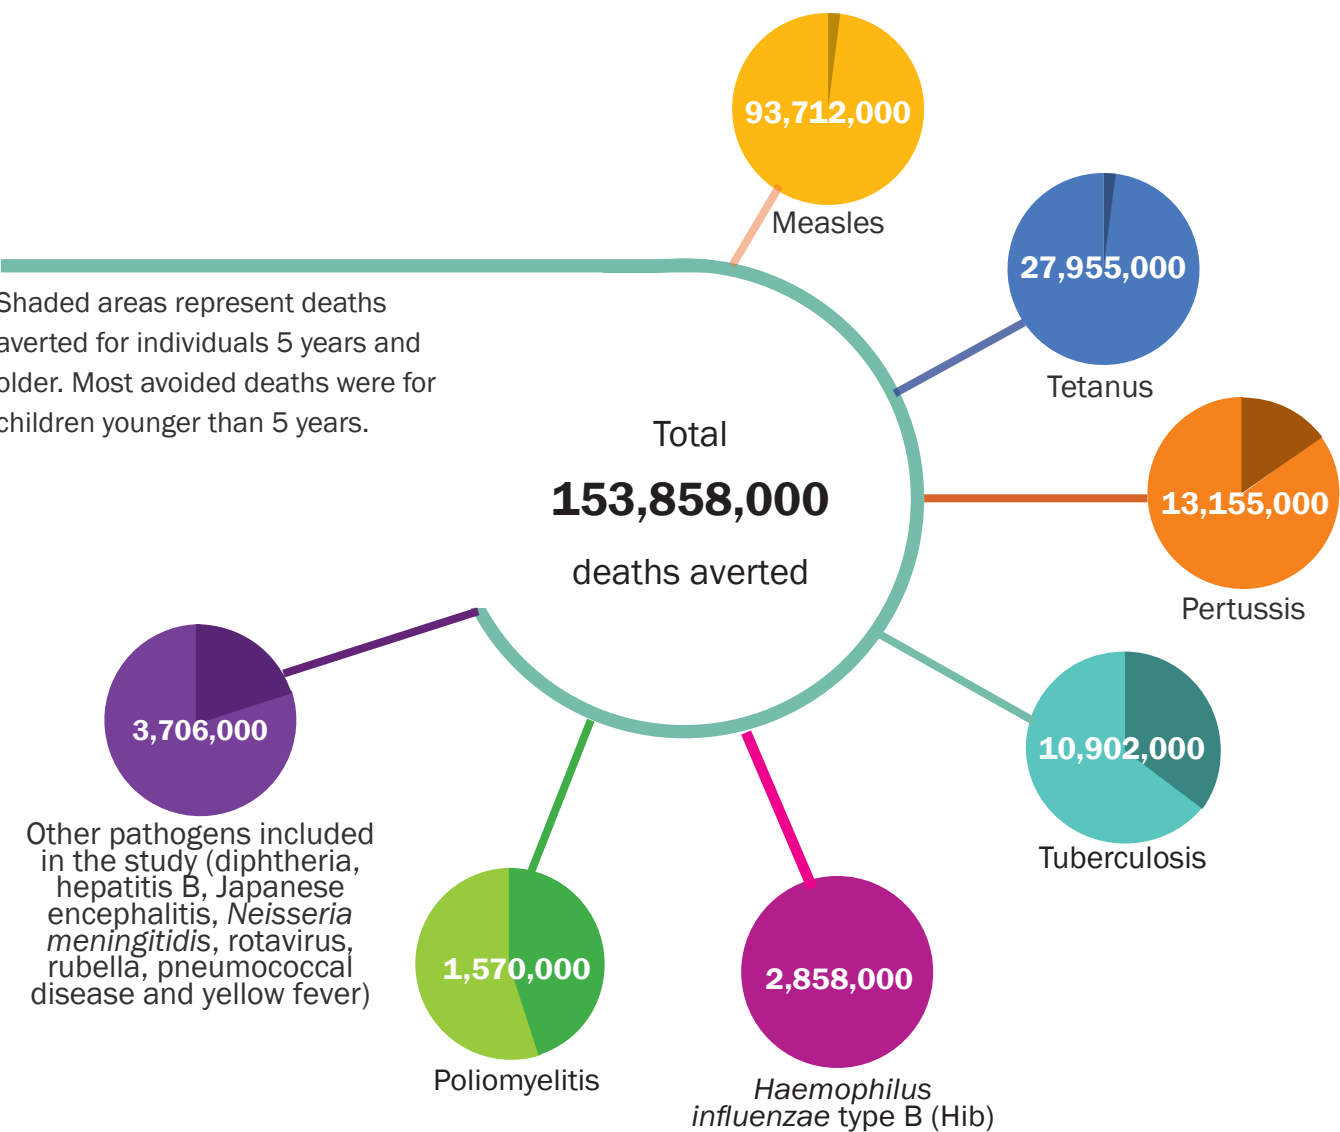 93,712,000
Measles
27,955,000
Tetanus
Shaded areas represent deaths
averted for individuals 5 years and
older. Most avoided deaths were for
children younger than 5 years.
Total
153,858,000
deaths averted
13,155,000
Pertussis
10,902,000
Tuberculosis
3,706,000
Other pathogens included
in the study (diphtheria,
hepatitis B, Japanese
encephalitis, Neisseria
meningitidis, rotavirus,
rubella, pneumococcal
disease and yellow fever)
1,570,000
Poliomyelitis
2,858,000
Haemophilus
influenzae type B (Hib)